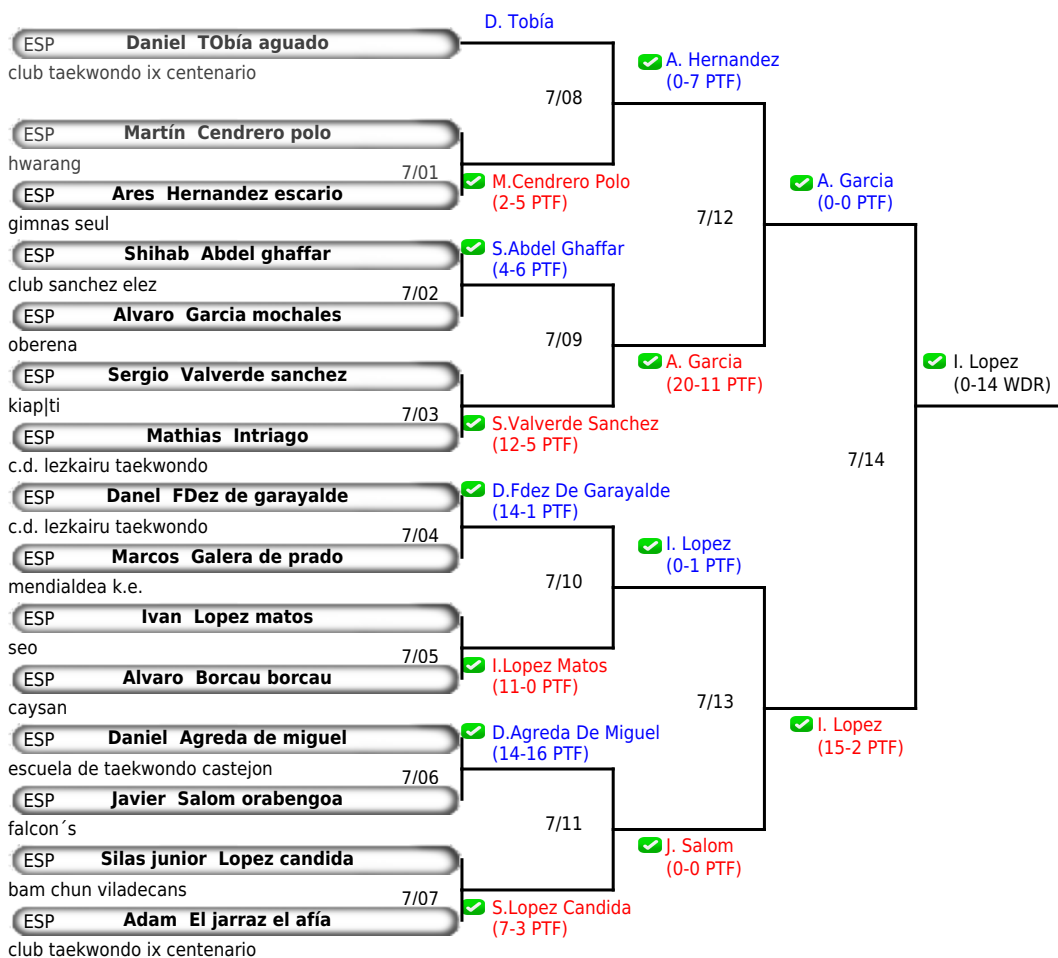 D. Tobía
ESP Daniel TObía aguado
club taekwondo ix centenario
A. Hernandez
(0-7 PTF)
7/08
ESP Martín Cendrero polo
hwarang
7/01
M.Cendrero Polo
(2-5 PTF)
ESP Ares Hernandez escario
gimnas seul
A. Garcia
(0-0 PTF)
7/12
ESP Shihab Abdel ghaffar
S.Abdel Ghaffar
(4-6 PTF)
club sanchez elez
7/02
ESP Alvaro Garcia mochales
oberena
7/09
ESP Sergio Valverde sanchez
A. Garcia
(20-11 PTF)
I. Lopez
(0-14 WDR)
kiap|ti
7/03
S.Valverde Sanchez
(12-5 PTF)
ESP Mathias Intriago
c.d. lezkairu taekwondo
7/14
ESP Danel FDez de garayalde
D.Fdez De Garayalde
(14-1 PTF)
c.d. lezkairu taekwondo
7/04
ESP Marcos Galera de prado
I. Lopez
(0-1 PTF)
mendialdea k.e.
7/10
ESP Ivan Lopez matos
seo
7/05
I.Lopez Matos
(11-0 PTF)
ESP Alvaro Borcau borcau
caysan
7/13
ESP Daniel Agreda de miguel
D.Agreda De Miguel
(14-16 PTF)
I. Lopez
(15-2 PTF)
escuela de taekwondo castejon
7/06
ESP Javier Salom orabengoa
falcon´s
7/11
J. Salom
(0-0 PTF)
ESP Silas junior Lopez candida
bam chun viladecans
7/07
S.Lopez Candida
(7-3 PTF)
ESP Adam El jarraz el afía
club taekwondo ix centenario